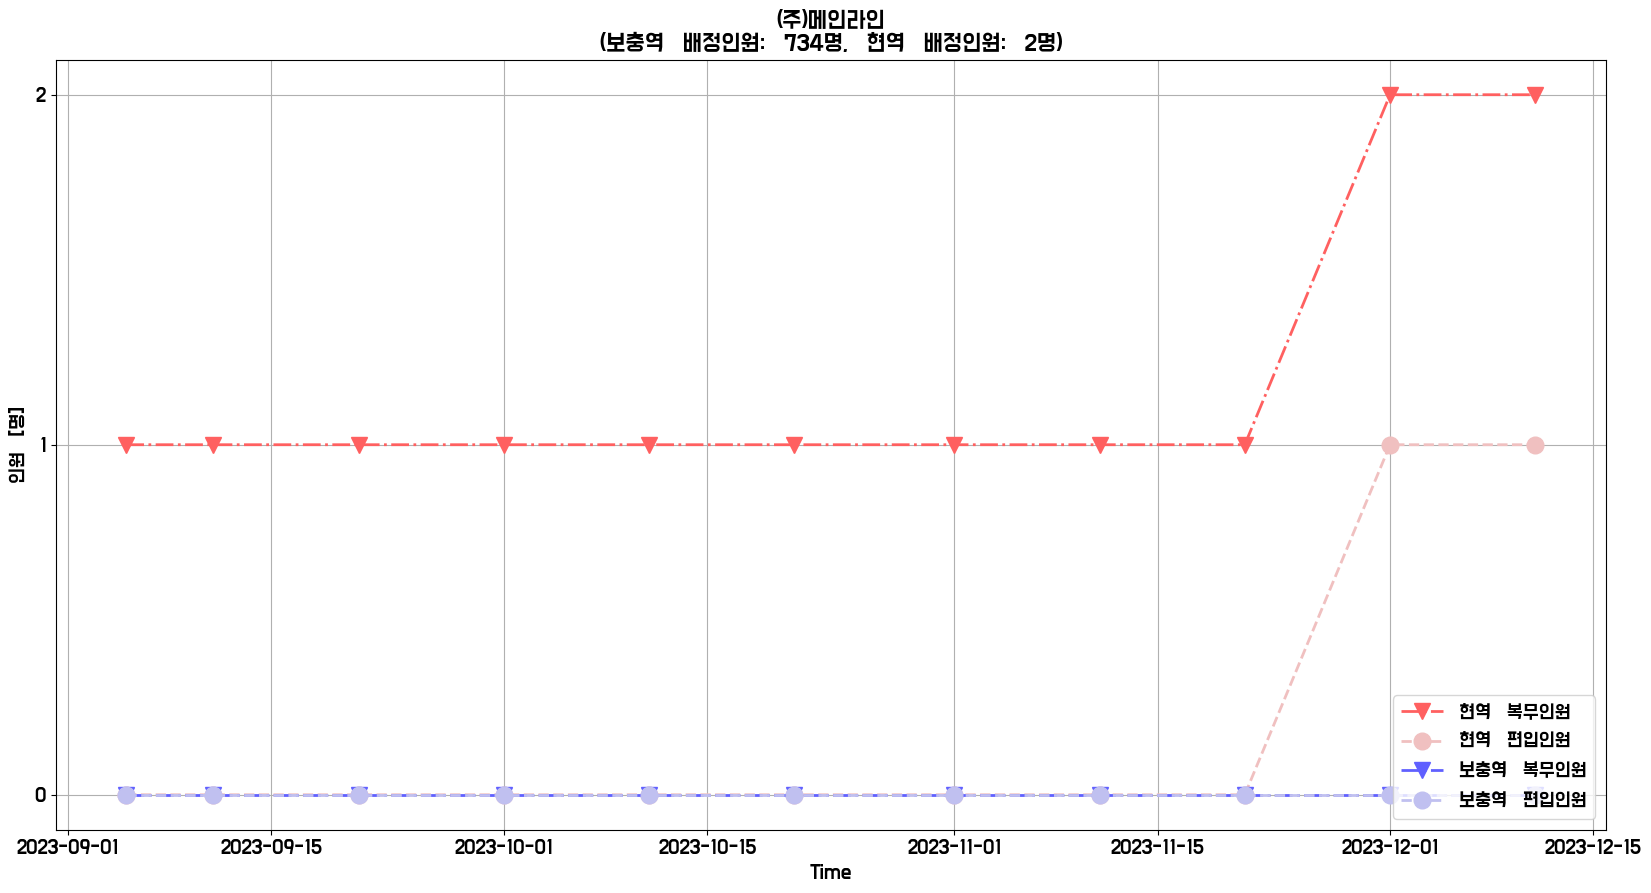 (주)메인라인
(보충역 배정인원: 734명, 현역 배정인원: 2명)
인원 [명]
2
1
0
현역 복무인원
현역 편입인원
보충역 복무인원
보충역 편입인원
2023-09-01 2023-09-15 2023-10-01 2023-10-15 2023-11-01 2023-11-15 2023-12-01 2023-12-15
Time